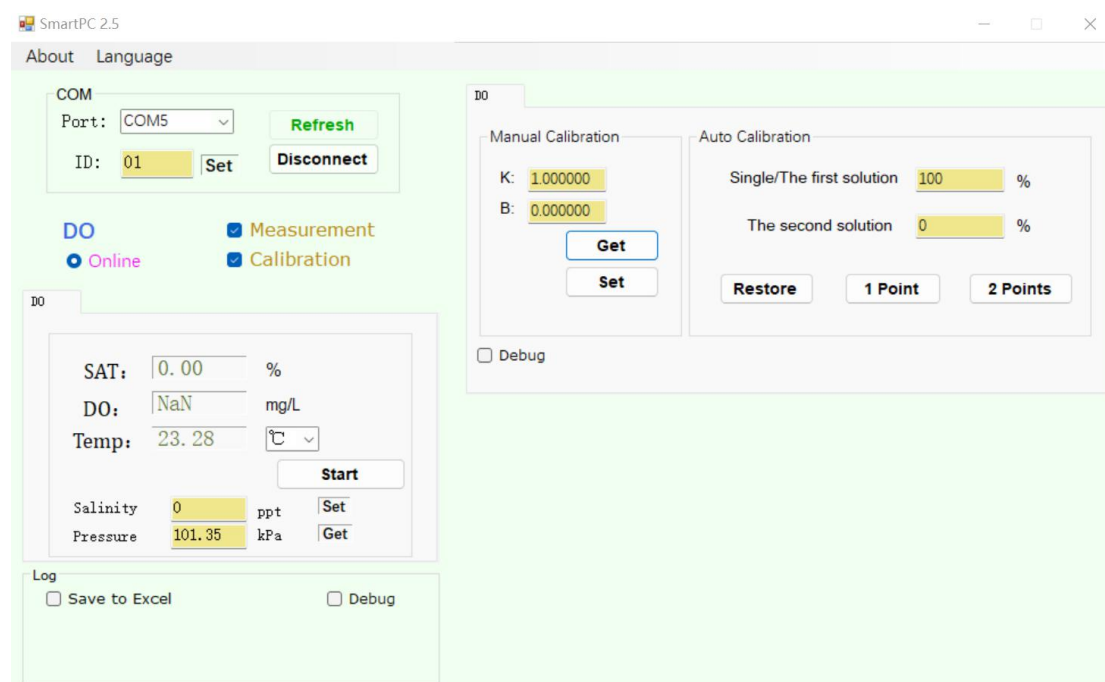 SmartPC 2.5
About Language
COM
Port: COM5
Refresh
ID: 01 Set
Disconnect
DO
Measurement
Online
Calibration
DO
SAT: 0.00 %
DO: NaN mg/L
Temp: 23.28 ℃
Start
Salinity 0 ppt Set
Pressure 101.35 kPa Get
Log
Save to Excel Debug
DO
Manual Calibration
K: 1.000000
B: 0.000000
Get
Set
Auto Calibration
Single/The first solution 100 %
The second solution 0 %
Restore 1 Point 2 Points
Debug